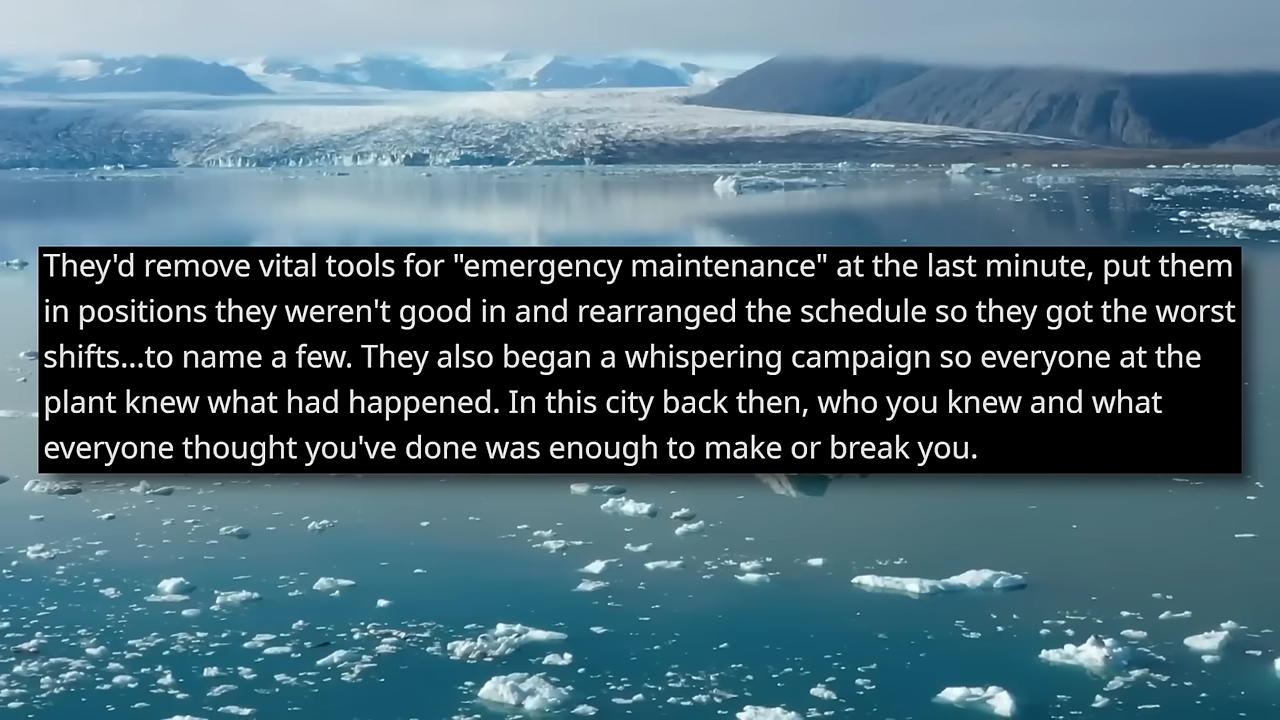 They'd remove vital tools for "emergency maintenance" at the last minute, put them
in positions they weren't good in and rearranged the schedule so they got the worst
shifts...to name a few. They also began a whispering campaign so everyone at the
plant knew what had happened. In this city back then, who you knew and what
everyone thought you've done was enough to make or break you.